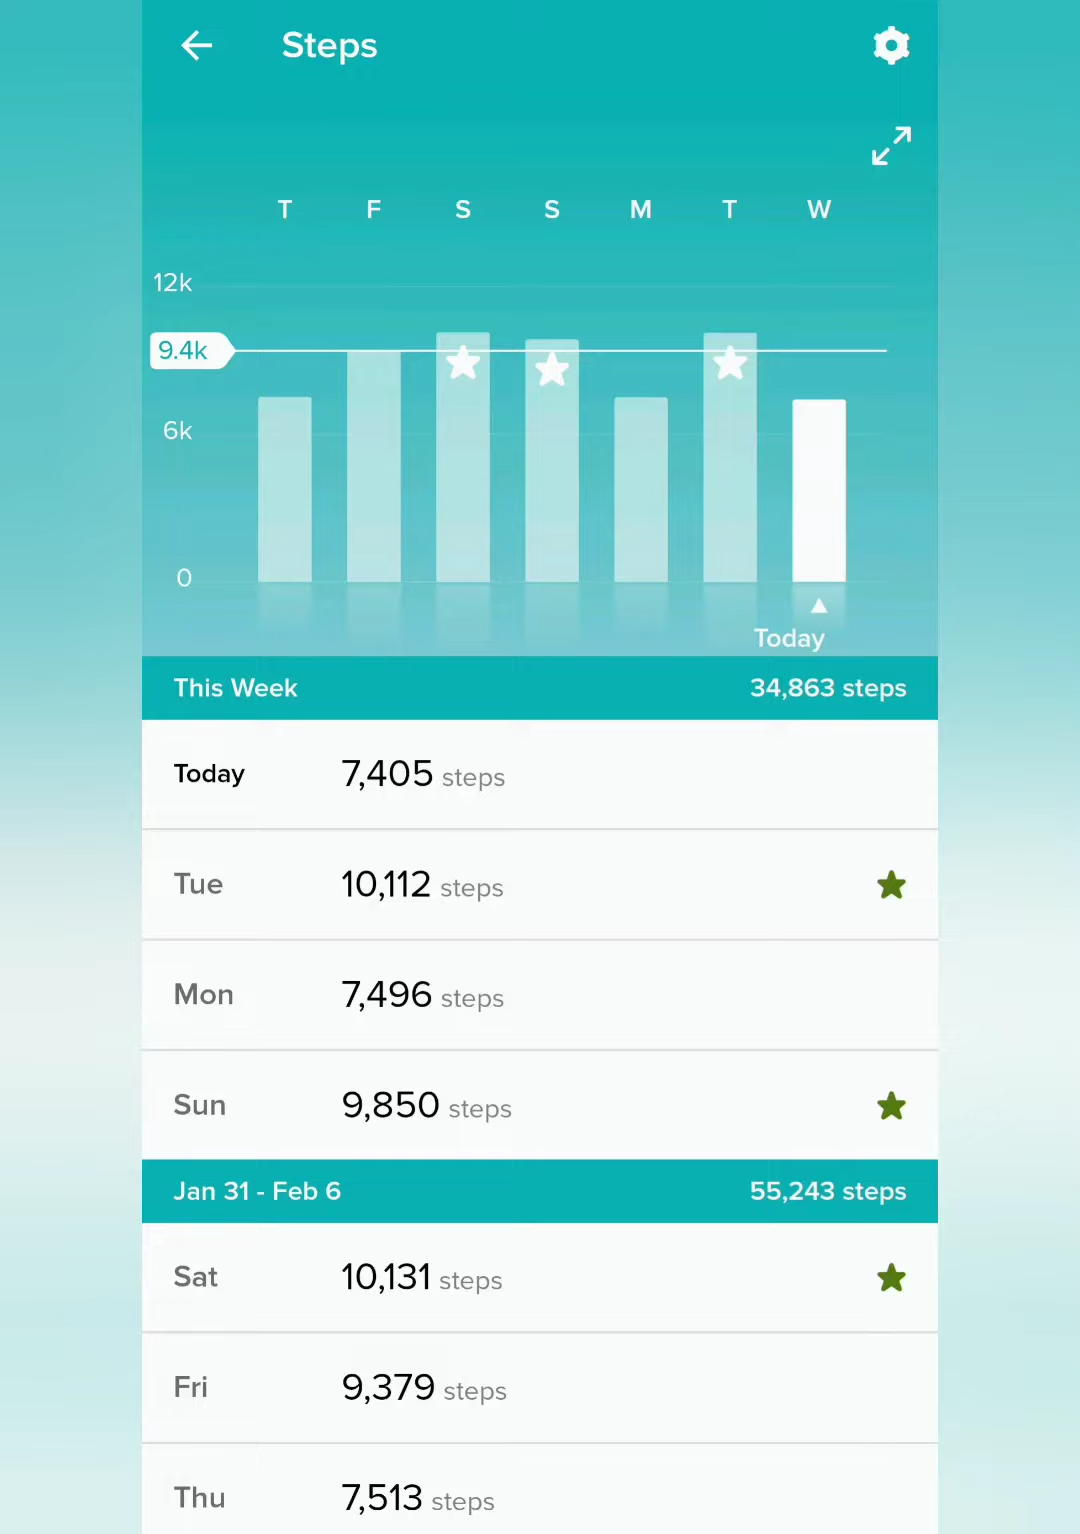 Steps
T F S S M T W
12k
9.4k
6k
0
Today
This Week 34,863 steps
Today 7,405 steps
Tue 10,112 steps
Mon 7,496 steps
Sun 9,850 steps
Jan 31 - Feb 6 55,243 steps
Sat 10,131 steps
Fri 9,379 steps
Thu 7,513 steps